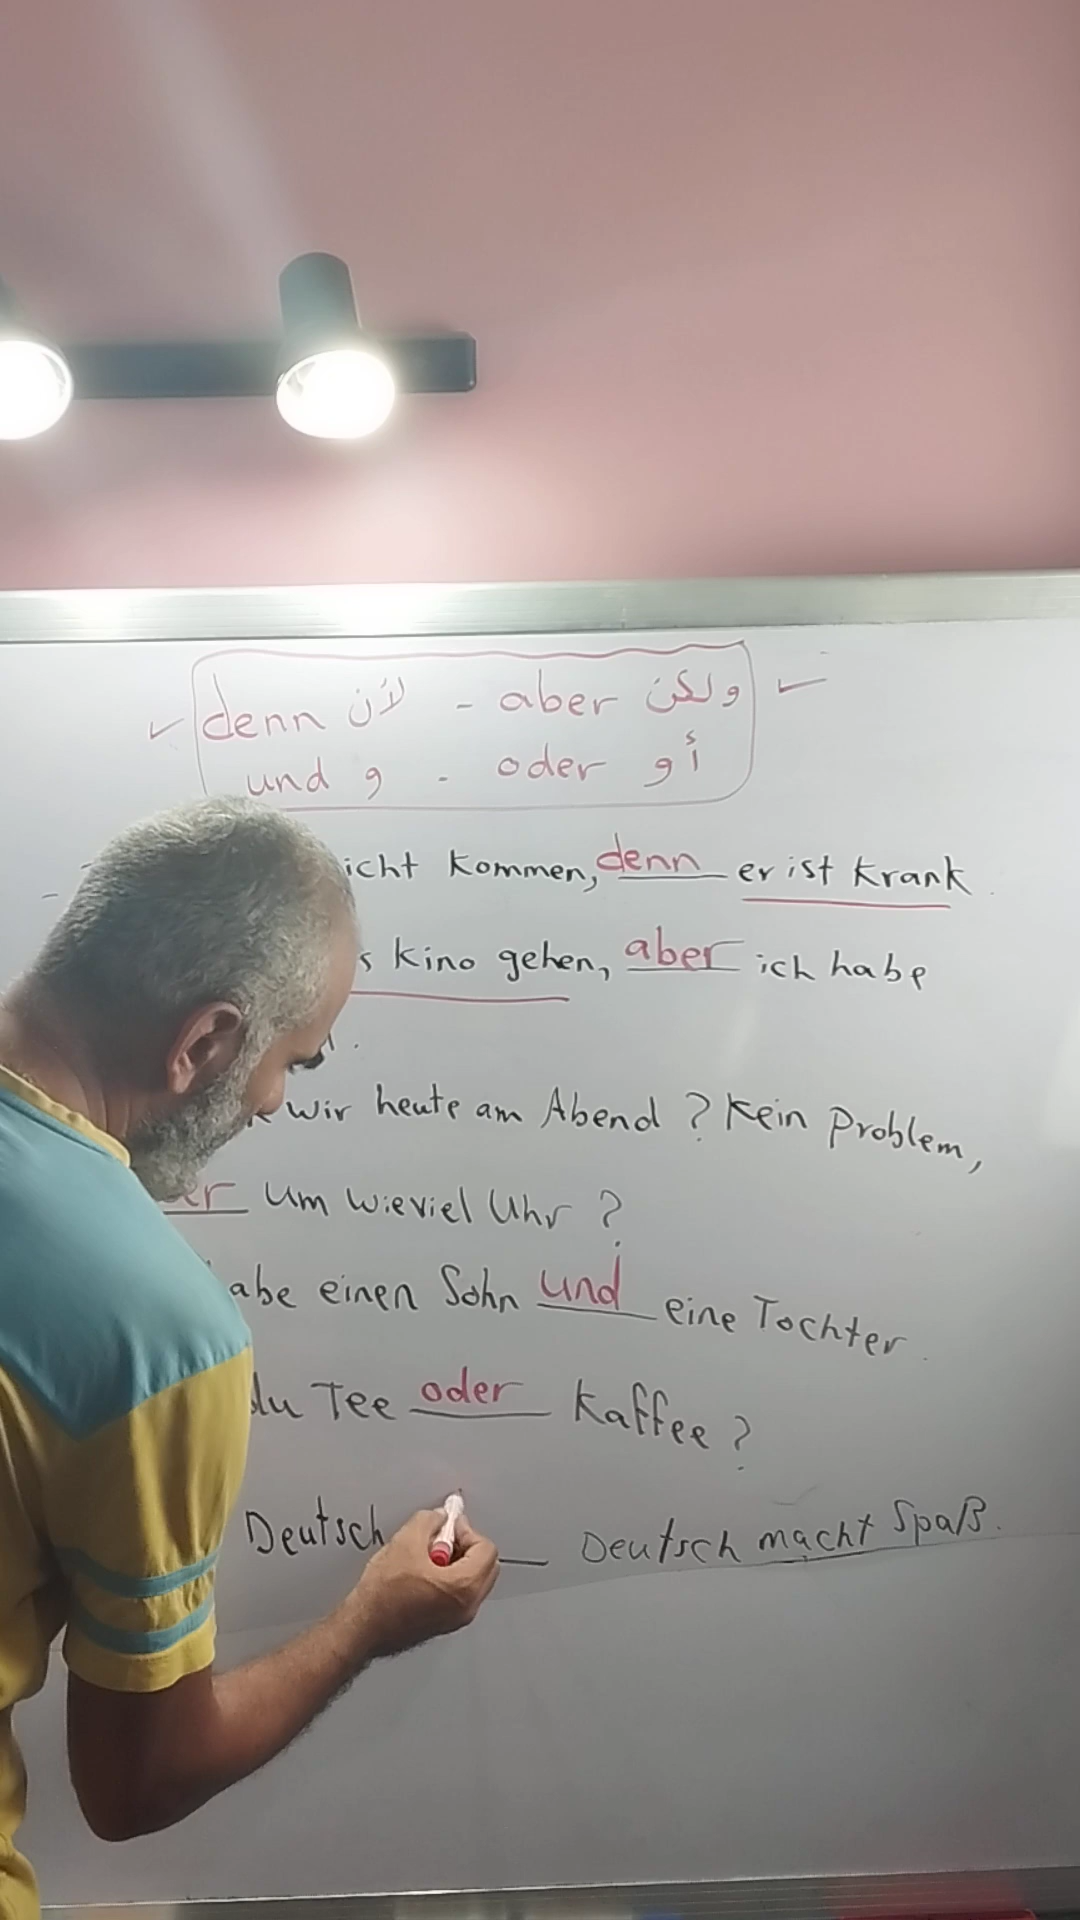 denn لأن - aber ولكن
und و - oder أو
icht kommen, denn er ist krank
s kino gehen, aber ich habe
wir heute am Abend ? Kein Problem,
er um wieviel Uhr ?
abe einen Sohn und eine Tochter.
du Tee oder Kaffee ?
Deutsch ___ Deutsch macht Spaß.